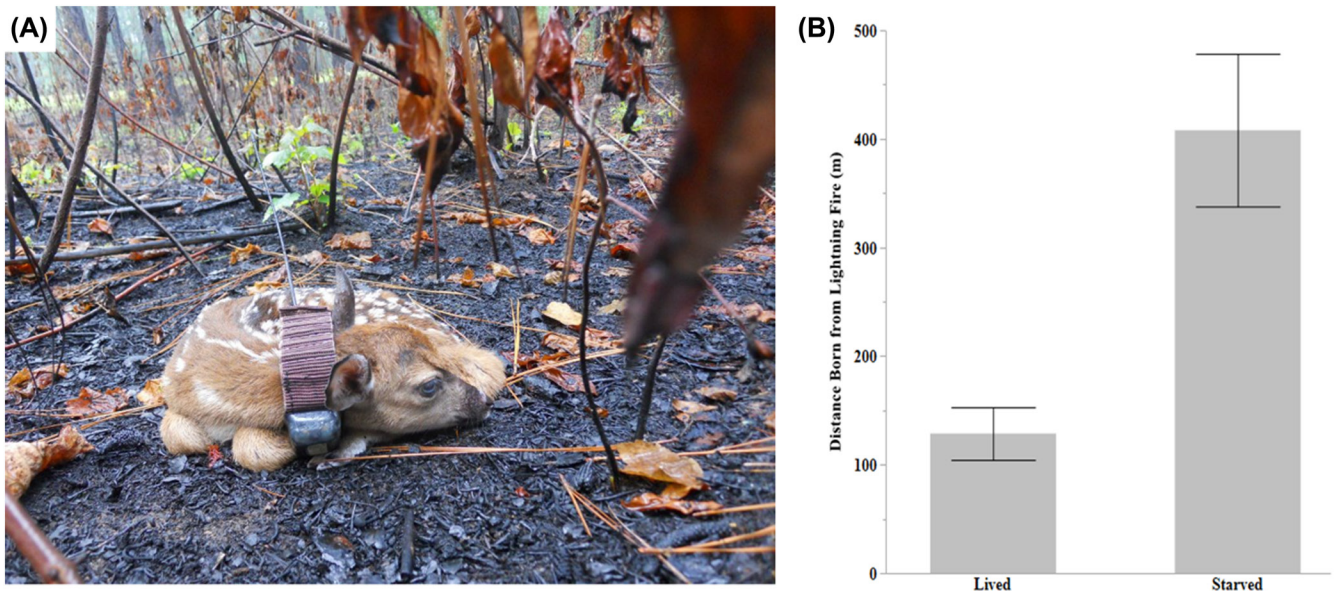 (A)
(B)
Distance Born from Lightning Fire (m)
500
400
300
200
100
0
Lived
Starved